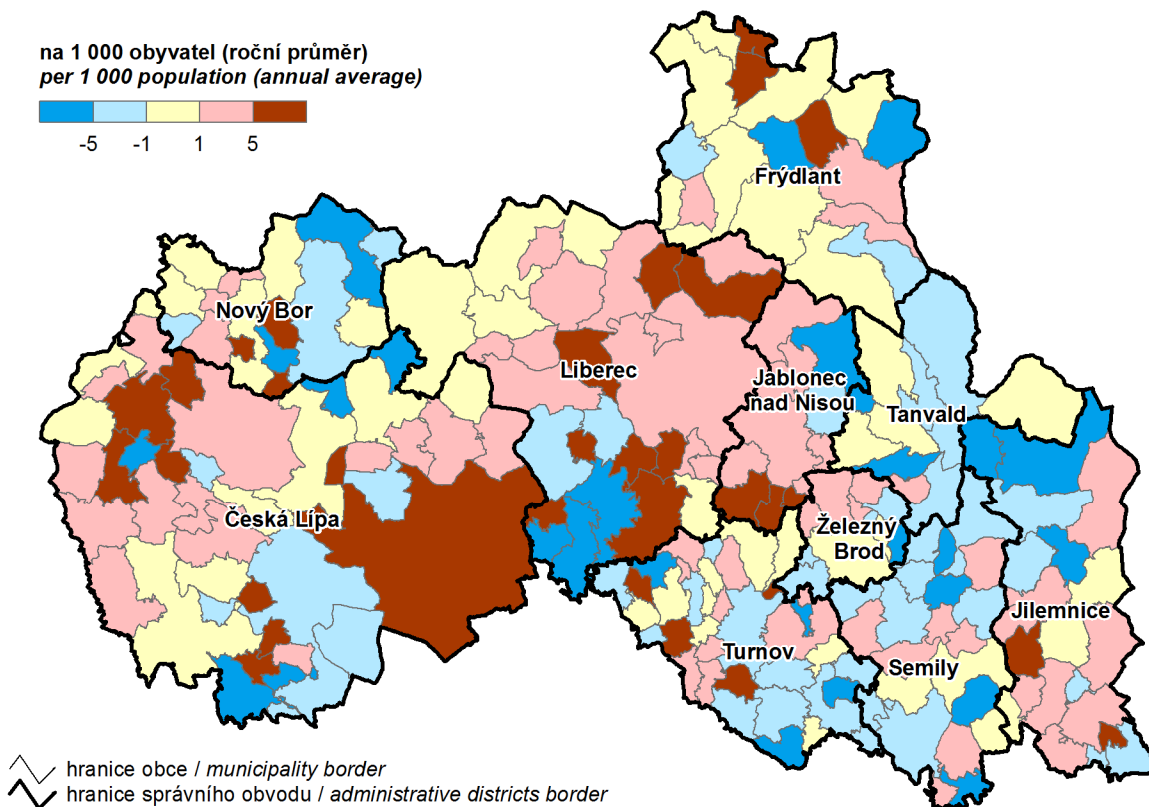 na 1 000 obyvatel (roční průměr)
per 1 000 population (annual average)
-5 -1 1 5
Frýdlant
Nový Bor
Liberec
Jablonec
nad Nisou
Tanvald
Česká Lípa
Železný
Brod
Jilemnice
Turnov
Semily
hranice obce / municipality border
hranice správního obvodu / administrative districts border